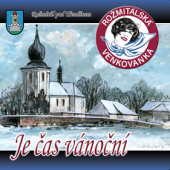 Rožmitál pod Třemšínem
ROŽMITÁLSKÁ
VENKOVANKA
Je čas vánoční